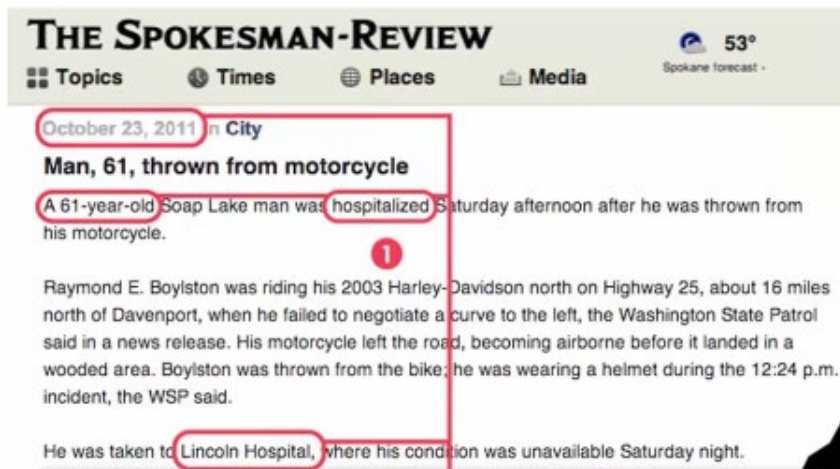 THE SPOKESMAN-REVIEW
53°
Spokane forecast -
Topics Times Places Media
October 23, 2011 in City
Man, 61, thrown from motorcycle
A 61-year-old Soap Lake man was hospitalized Saturday afternoon after he was thrown from
his motorcycle.
1
Raymond E. Boylston was riding his 2003 Harley-Davidson north on Highway 25, about 16 miles
north of Davenport, when he failed to negotiate a curve to the left, the Washington State Patrol
said in a news release. His motorcycle left the road, becoming airborne before it landed in a
wooded area. Boylston was thrown from the bike; he was wearing a helmet during the 12:24 p.m.
incident, the WSP said.
He was taken to Lincoln Hospital, where his condition was unavailable Saturday night.